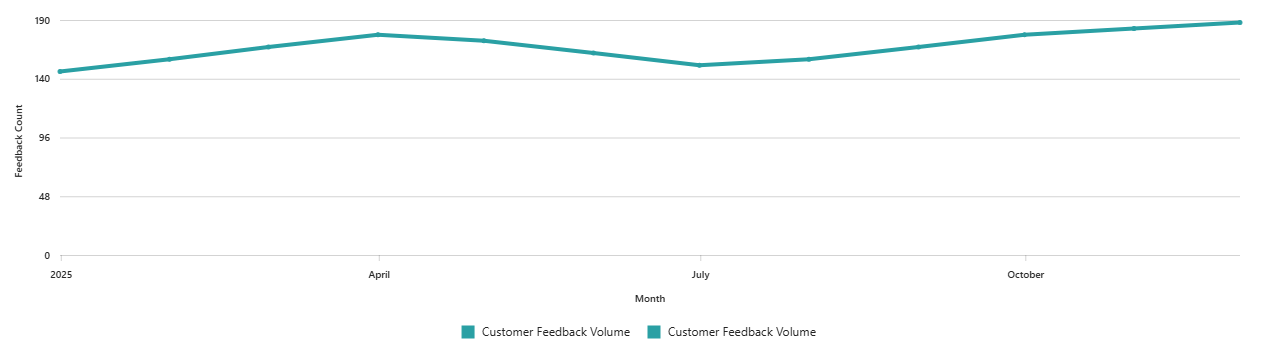 190
140
96
48
0
Feedback Count
2025 April July October
Month
Customer Feedback Volume Customer Feedback Volume